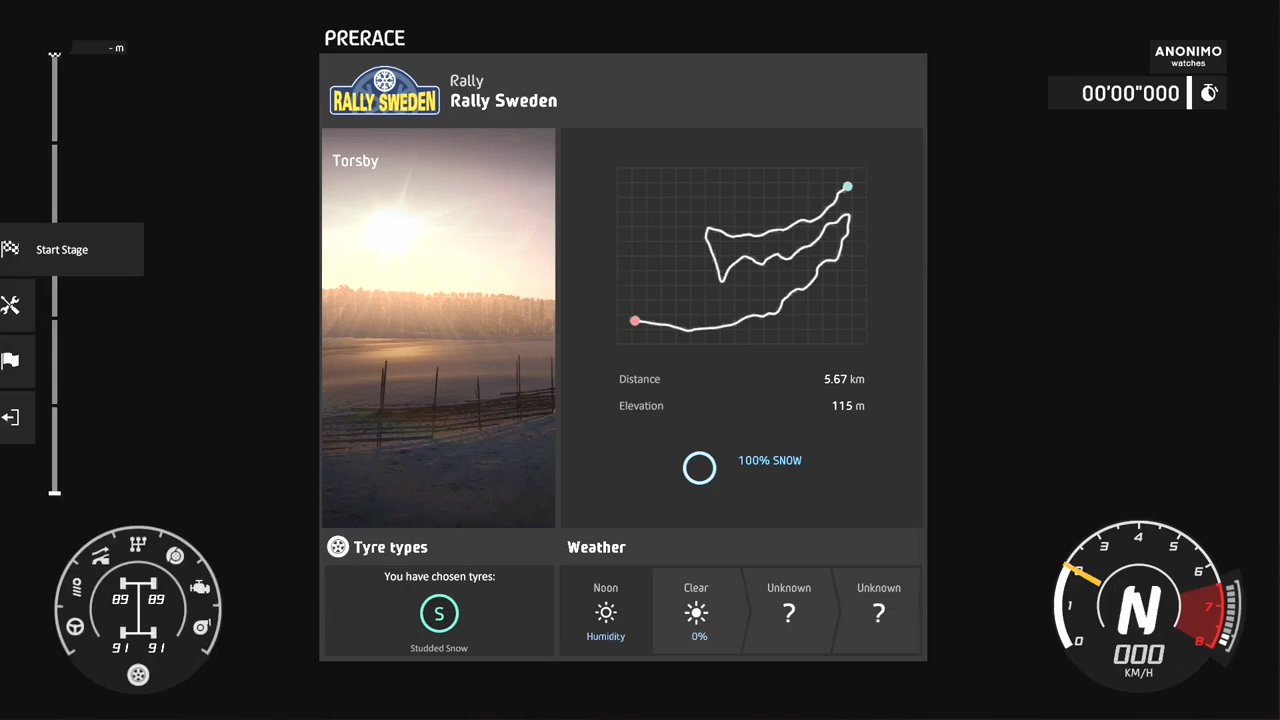 PRERACE
- m
ANONIMO
watches
00'00"000
RALLY SWEDEN
Rally
Rally Sweden
Torsby
Start Stage
Distance 5.67 km
Elevation 115 m
100% SNOW
Tyre types
You have chosen tyres:
S
Studded Snow
Weather
Noon Clear Unknown Unknown
? ?
Humidity 0%
89 89
91 91
0 1 2 3 4 5 6 7 8
N
000
KM/H